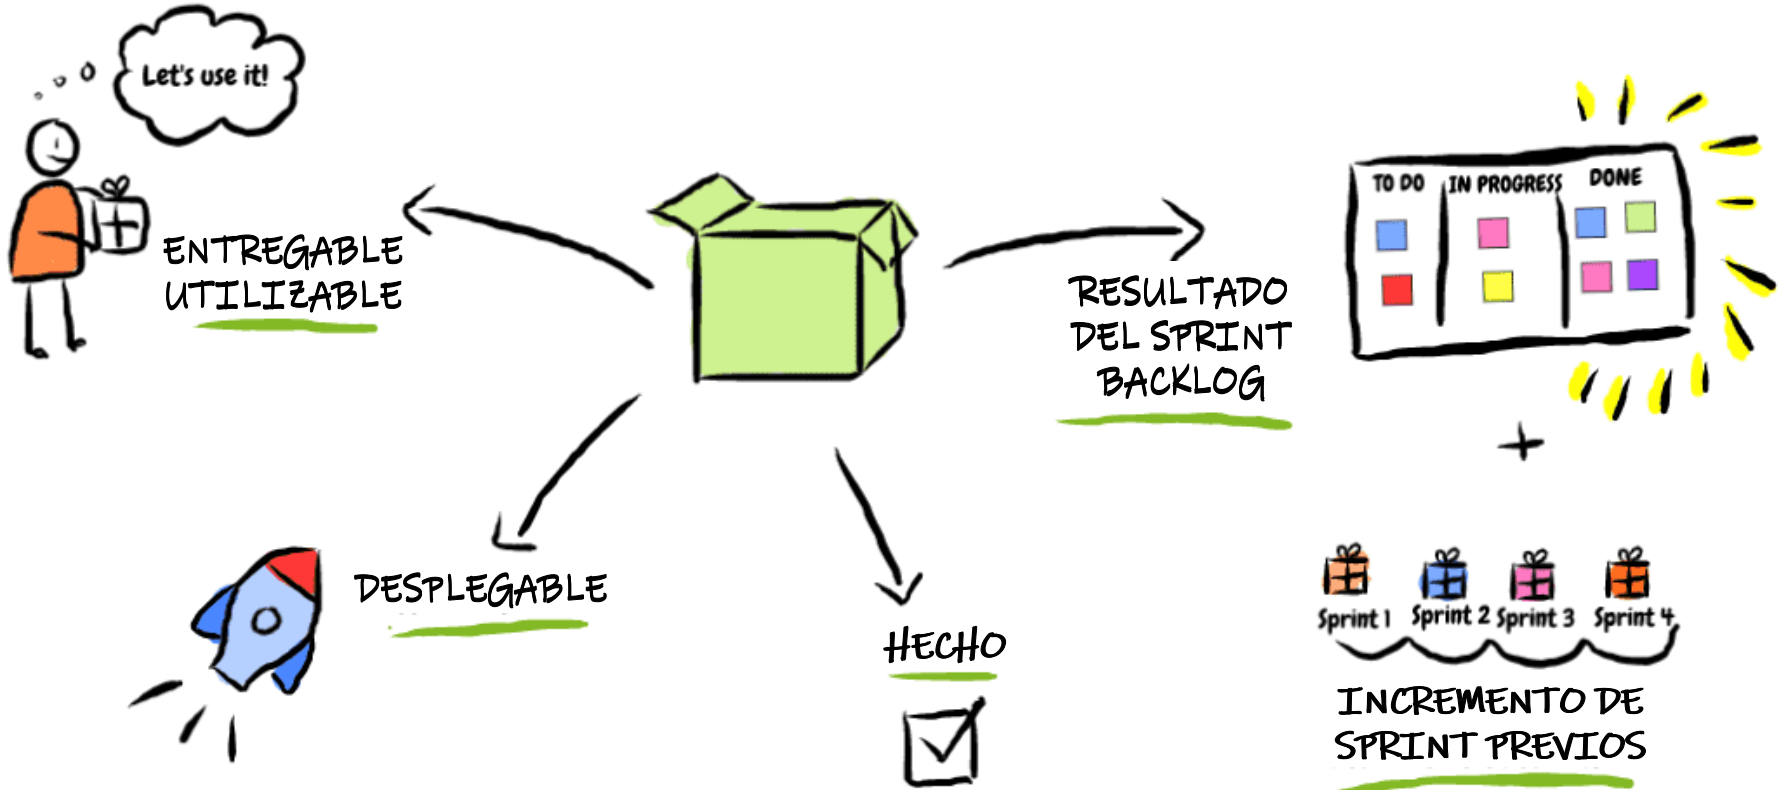 Let's use it!
ENTREGABLE
UTILIZABLE
RESULTADO
DEL SPRINT
BACKLOG
TO DO
IN PROGRESS
DONE
DESPLEGABLE
HECHO
Sprint 1
Sprint 2
Sprint 3
Sprint 4
INCREMENTO DE
SPRINT PREVIOS